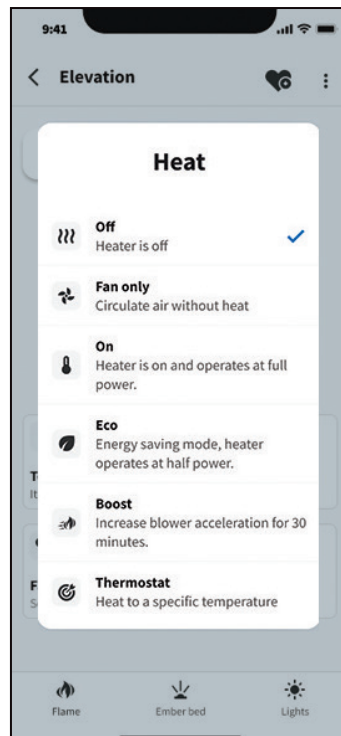 9:41
Elevation
Heat
Off
Heater is off
Fan only
Circulate air without heat
On
Heater is on and operates at full
power.
Eco
Energy saving mode, heater
operates at half power.
Boost
Increase blower acceleration for 30
minutes.
Thermostat
Heat to a specific temperature
Flame
Ember bed
Lights